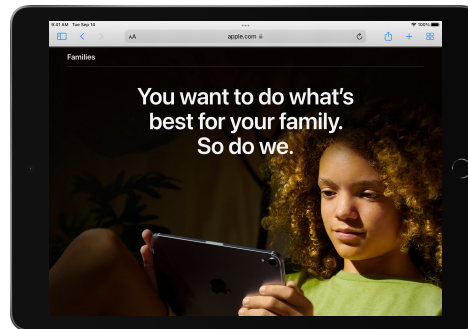 9:41 AM Tue Sep 14
100%
AA
apple.com
Families
You want to do what's
best for your family.
So do we.